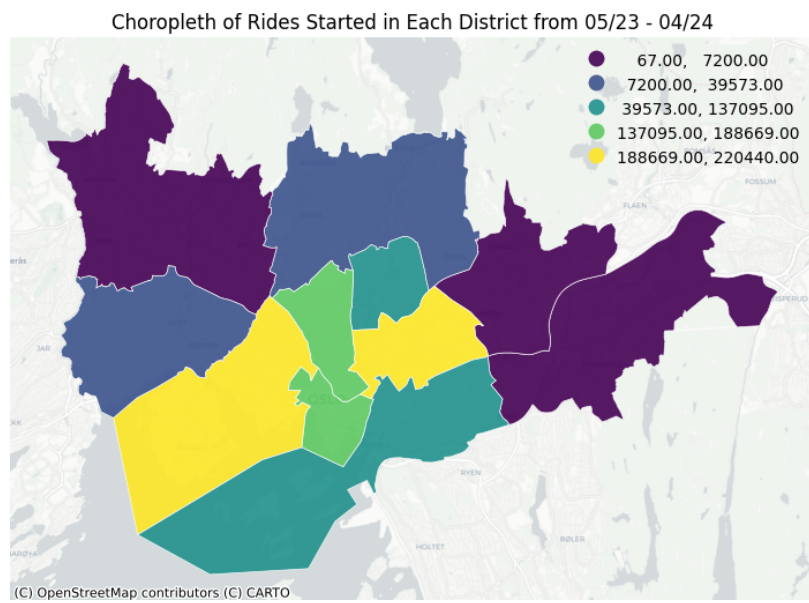 Choropleth of Rides Started in Each District from 05/23 - 04/24
67.00, 7200.00
7200.00, 39573.00
39573.00, 137095.00
137095.00, 188669.00
188669.00, 220440.00
FOSSUM
FLAEN
JAR
RYEN
HOLTET
BØLER
(C) OpenStreetMap contributors (C) CARTO